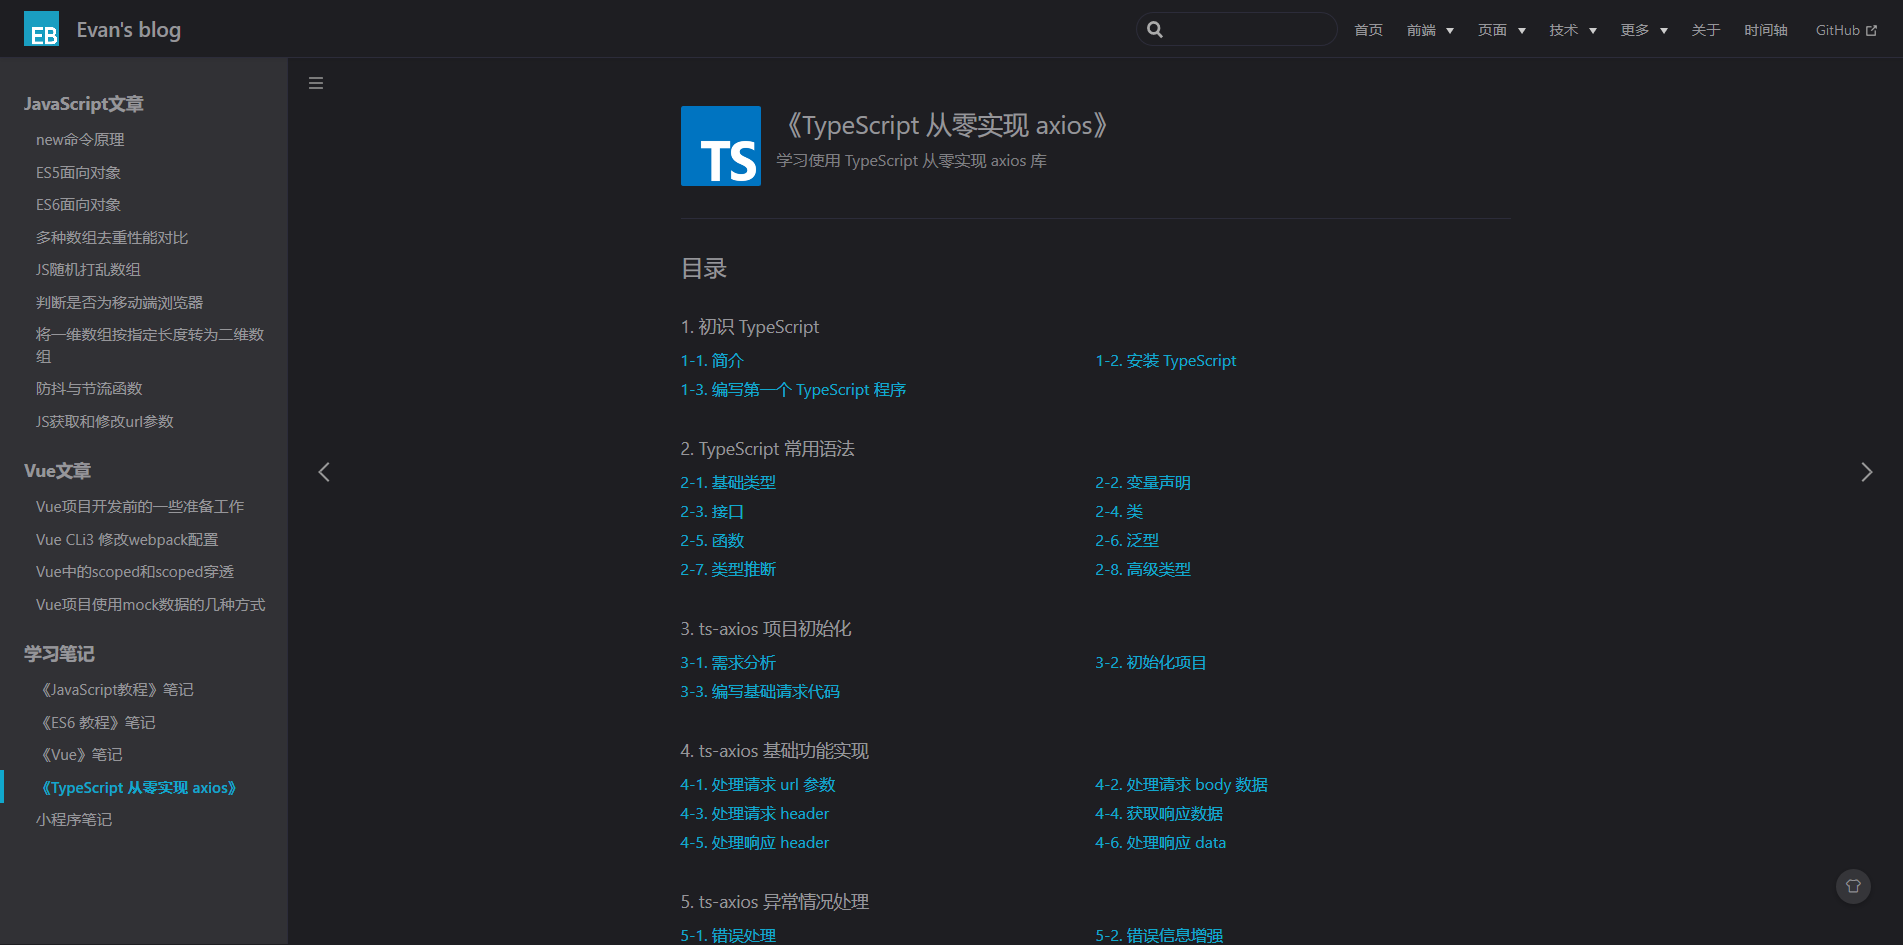 EB Evan's blog
首页 前端 页面 技术 更多 关于 时间轴 GitHub
JavaScript文章
new命令原理
ES5面向对象
ES6面向对象
多种数组去重性能对比
JS随机打乱数组
判断是否为移动端浏览器
将一维数组按指定长度转为二维数
组
防抖与节流函数
JS获取和修改url参数
Vue文章
Vue项目开发前的一些准备工作
Vue CLi3 修改webpack配置
Vue中的scoped和scoped穿透
Vue项目使用mock数据的几种方式
学习笔记
《JavaScript教程》笔记
《ES6 教程》笔记
《Vue》笔记
《TypeScript 从零实现 axios》
小程序笔记
TS
《TypeScript 从零实现 axios》
学习使用 TypeScript 从零实现 axios 库
目录
1. 初识 TypeScript
1-1. 简介
1-2. 安装 TypeScript
1-3. 编写第一个 TypeScript 程序
2. TypeScript 常用语法
2-1. 基础类型
2-2. 变量声明
2-3. 接口
2-4. 类
2-5. 函数
2-6. 泛型
2-7. 类型推断
2-8. 高级类型
3. ts-axios 项目初始化
3-1. 需求分析
3-2. 初始化项目
3-3. 编写基础请求代码
4. ts-axios 基础功能实现
4-1. 处理请求 url 参数
4-2. 处理请求 body 数据
4-3. 处理请求 header
4-4. 获取响应数据
4-5. 处理响应 header
4-6. 处理响应 data
5. ts-axios 异常情况处理
5-1. 错误处理
5-2. 错误信息增强